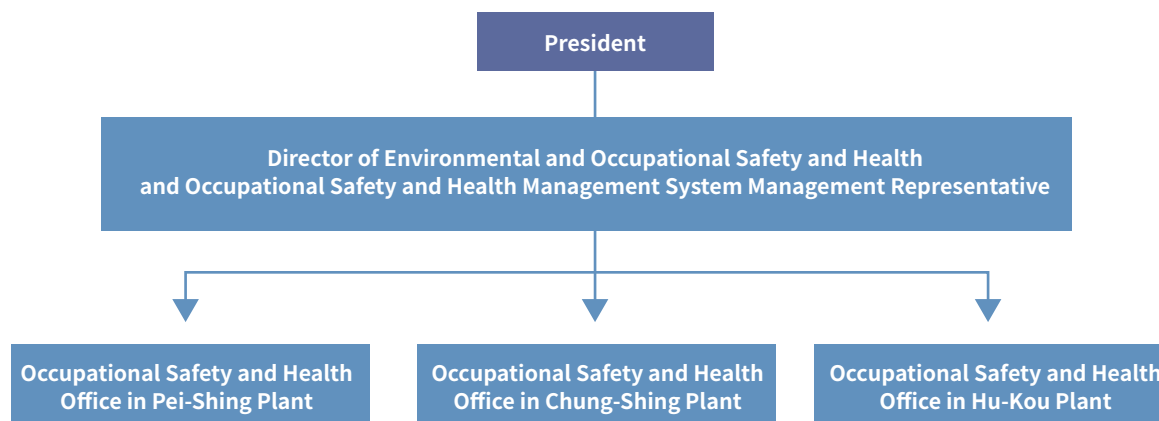 President
Director of Environmental and Occupational Safety and Health
and Occupational Safety and Health Management System Management Representative
Occupational Safety and Health
Office in Pei-Shing Plant
Occupational Safety and Health
Office in Chung-Shing Plant
Occupational Safety and Health
Office in Hu-Kou Plant